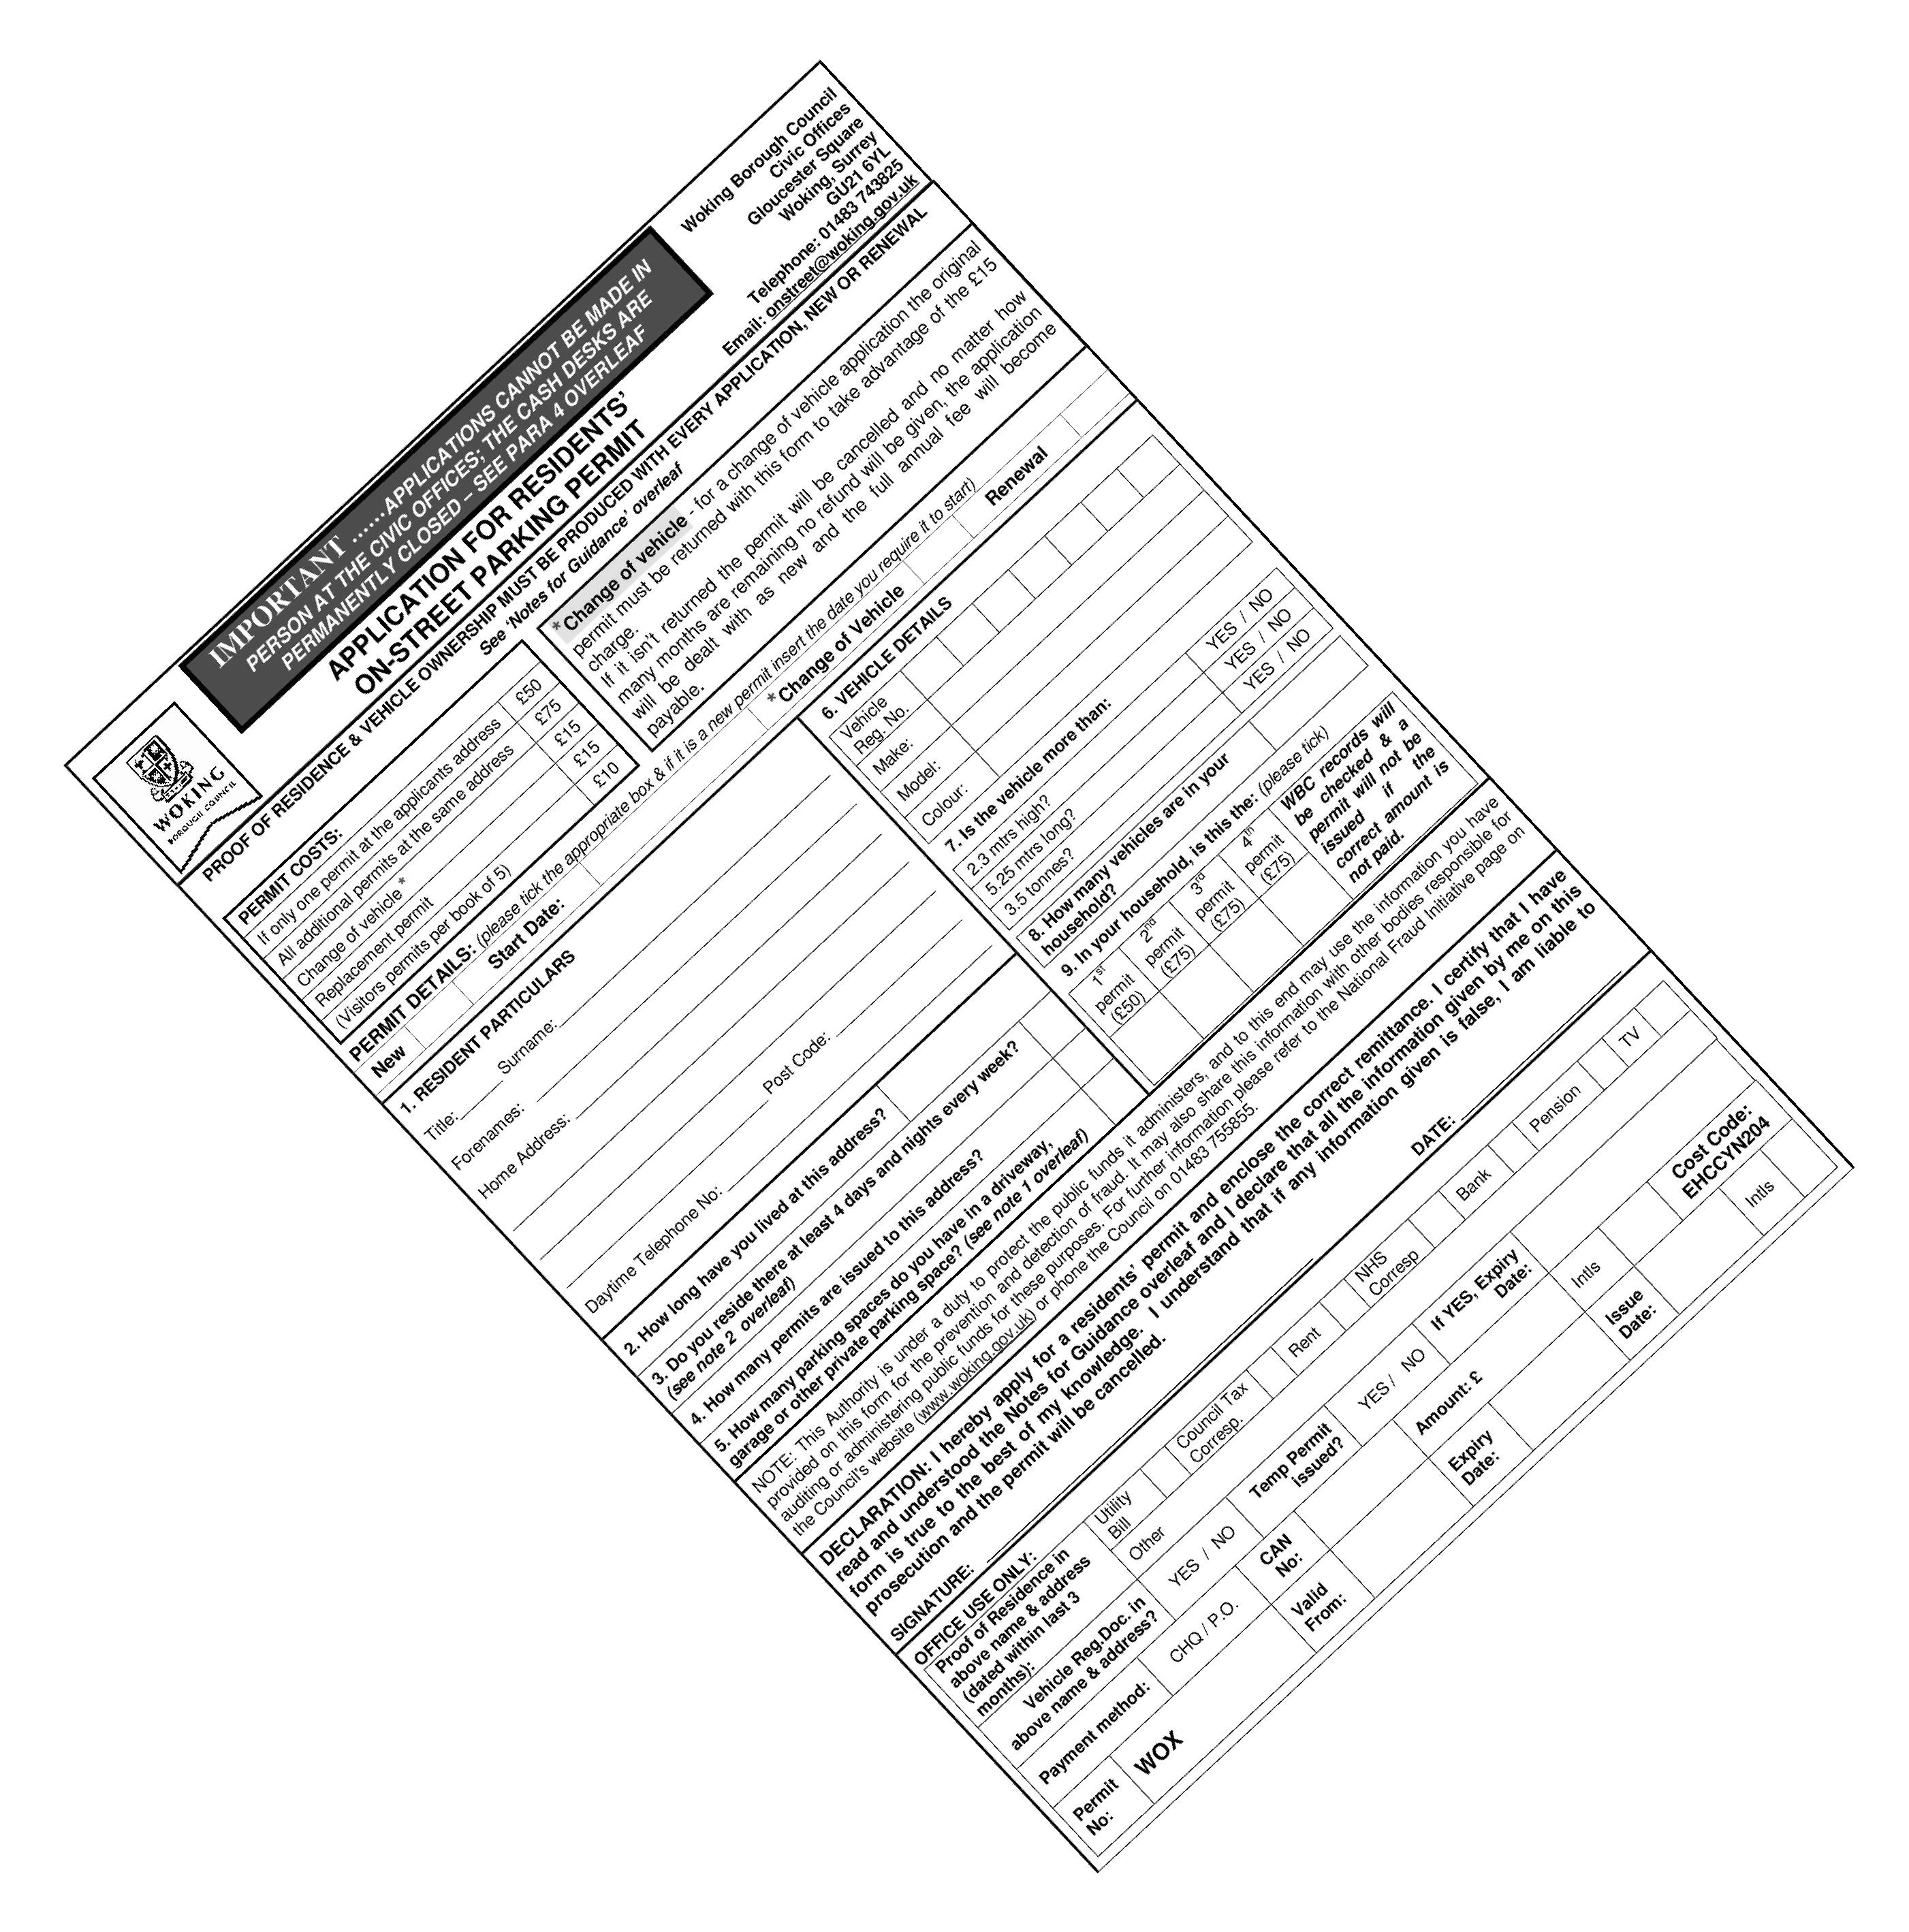 WOKING
BOROUGH COUNCIL
IMPORTANT ......APPLICATIONS CANNOT BE MADE IN
PERSON AT THE CIVIC OFFICES; THE CASH DESKS ARE
PERMANENTLY CLOSED – SEE PARA 4 OVERLEAF
APPLICATION FOR RESIDENTS'
ON-STREET PARKING PERMIT
Woking Borough Council
Civic Offices
Gloucester Square
Woking, Surrey
GU21 6YL
Telephone: 01483 743825
Email: onstreet@woking.gov.uk
PROOF OF RESIDENCE & VEHICLE OWNERSHIP MUST BE PRODUCED WITH EVERY APPLICATION, NEW OR RENEWAL
See 'Notes for Guidance' overleaf
PERMIT COSTS:
If only one permit at the applicants address £50
All additional permits at the same address £75
Change of vehicle * £15
Replacement permit £15
(Visitors permits per book of 5) £10
*Change of vehicle - for a change of vehicle application the original
permit must be returned with this form to take advantage of the £15
charge.
If it isn't returned the permit will be cancelled and no matter how
many months are remaining no refund will be given, the application
will be dealt with as new and the full annual fee will become
payable.
PERMIT DETAILS: (please tick the appropriate box & if it is a new permit insert the date you require it to start)
New Start Date: *Change of Vehicle Renewal
1. RESIDENT PARTICULARS
Title: Surname:
Forenames:
Home Address:
Post Code:
Daytime Telephone No:
2. How long have you lived at this address?
3. Do you reside there at least 4 days and nights every week?
(see note 2 overleaf)
4. How many permits are issued to this address?
5. How many parking spaces do you have in a driveway,
garage or other private parking space? (see note 1 overleaf)
6. VEHICLE DETAILS
Vehicle
Reg. No.
Make:
Model:
Colour:
7. Is the vehicle more than:
2.3 mtrs high? YES / NO
5.25 mtrs long? YES / NO
3.5 tonnes? YES / NO
8. How many vehicles are in your
household?
9. In your household, is this the: (please tick)
1st
permit
(£50)
2nd
permit
(£75)
3rd
permit
(£75)
4th
permit
(£75)
WBC records will
be checked & a
permit will not be
issued if the
correct amount is
not paid.
NOTE: This Authority is under a duty to protect the public funds it administers, and to this end may use the information you have
provided on this form for the prevention and detection of fraud. It may also share this information with other bodies responsible for
auditing or administering public funds for these purposes. For further information please refer to the National Fraud Initiative page on
the Council's website (www.woking.gov.uk) or phone the Council on 01483 755855.
DECLARATION: I hereby apply for a residents' permit and enclose the correct remittance. I certify that I have
read and understood the Notes for Guidance overleaf and I declare that all the information given by me on this
form is true to the best of my knowledge. I understand that if any information given is false, I am liable to
prosecution and the permit will be cancelled.
SIGNATURE: DATE:
OFFICE USE ONLY:
Proof of Residence in
above name & address
(dated within last 3
months):
Utility
Bill
Council Tax
Corresp.
Rent
NHS
Corresp
Bank
Pension
TV
Other
Vehicle Reg.Doc. in
above name & address?
YES / NO
Temp Permit
issued?
YES / NO
If YES, Expiry
Date:
Payment method:
CHQ / P.O.
CAN
No:
Amount: £
Intls
Cost Code:
EHCCYN204
Permit
No:
WOX
Valid
From:
Expiry
Date:
Issue
Date:
Intls